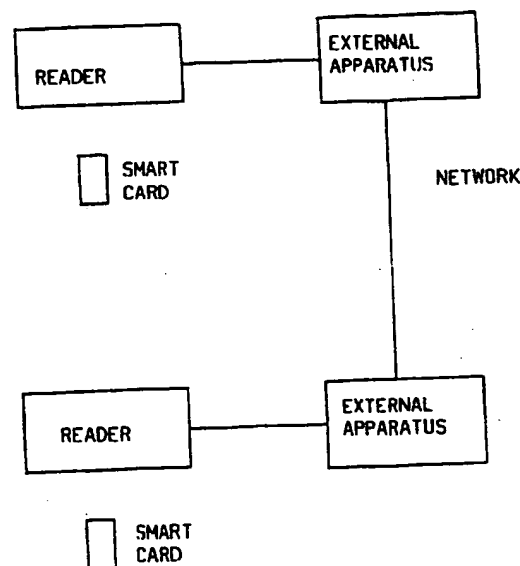 READER
EXTERNAL
APPARATUS
SMART
CARD
NETWORK
READER
EXTERNAL
APPARATUS
SMART
CARD